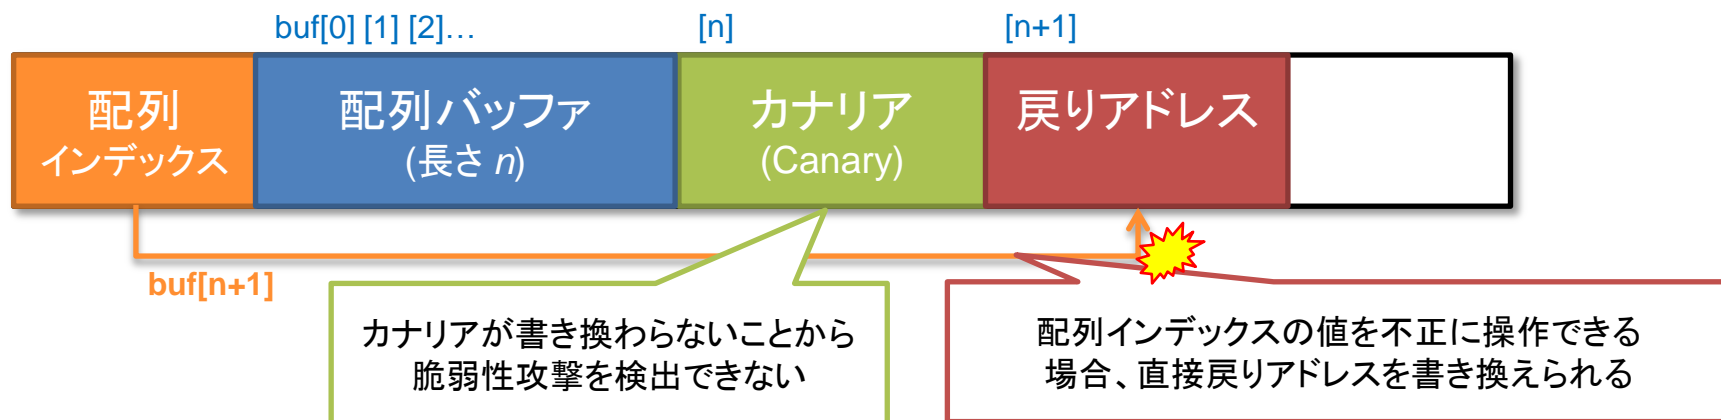 buf[0] [1] [2]…
[n]
[n+1]
配列
インデックス
配列バッファ
(長さ n)
カナリア
(Canary)
戻りアドレス
buf[n+1]
カナリアが書き換わらないことから
脆弱性攻撃を検出できない
配列インデックスの値を不正に操作できる
場合、直接戻りアドレスを書き換えられる